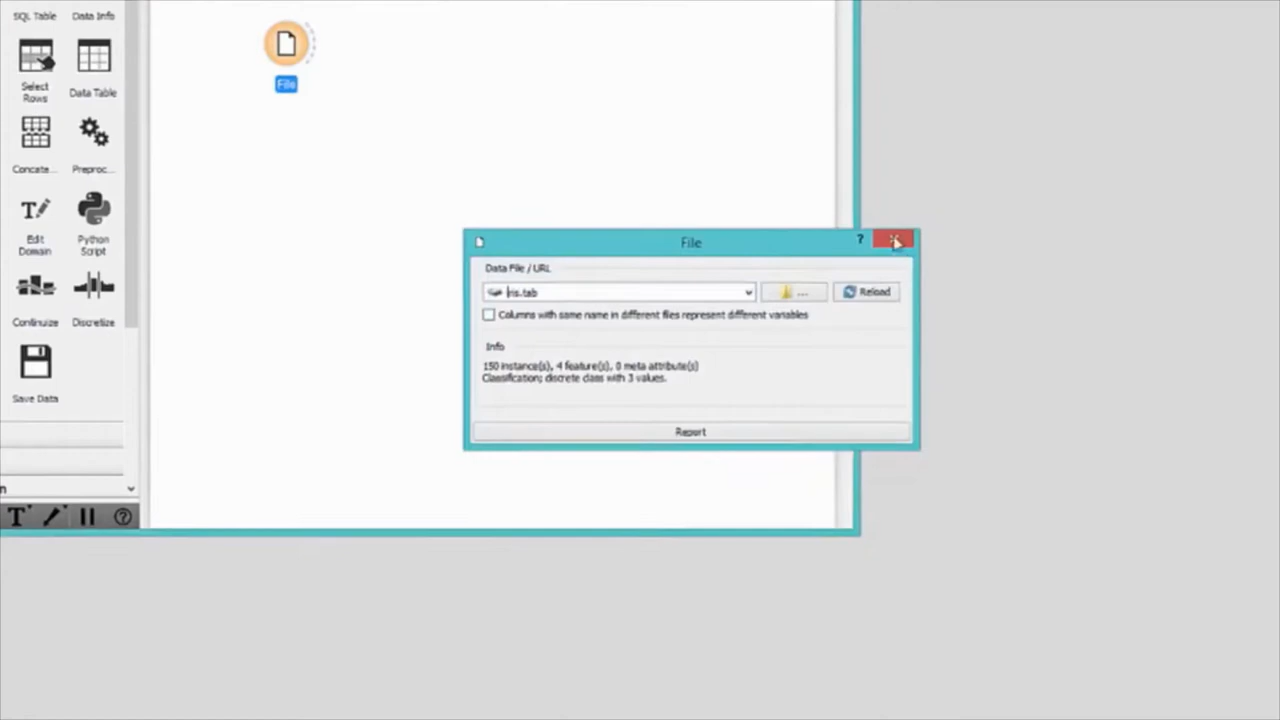 SQL Table Data Info
File
Select
Rows
Data Table
Concate...
Preproc...
Edit
Domain
Python
Script
Continuize
Discretize
Save Data
n
File
?
Data File / URL
iris.tab
...
Reload
Columns with same name in different files represent different variables
Info
150 instance(s), 4 feature(s), 0 meta attribute(s)
Classification; discrete class with 3 values.
Report
T
?